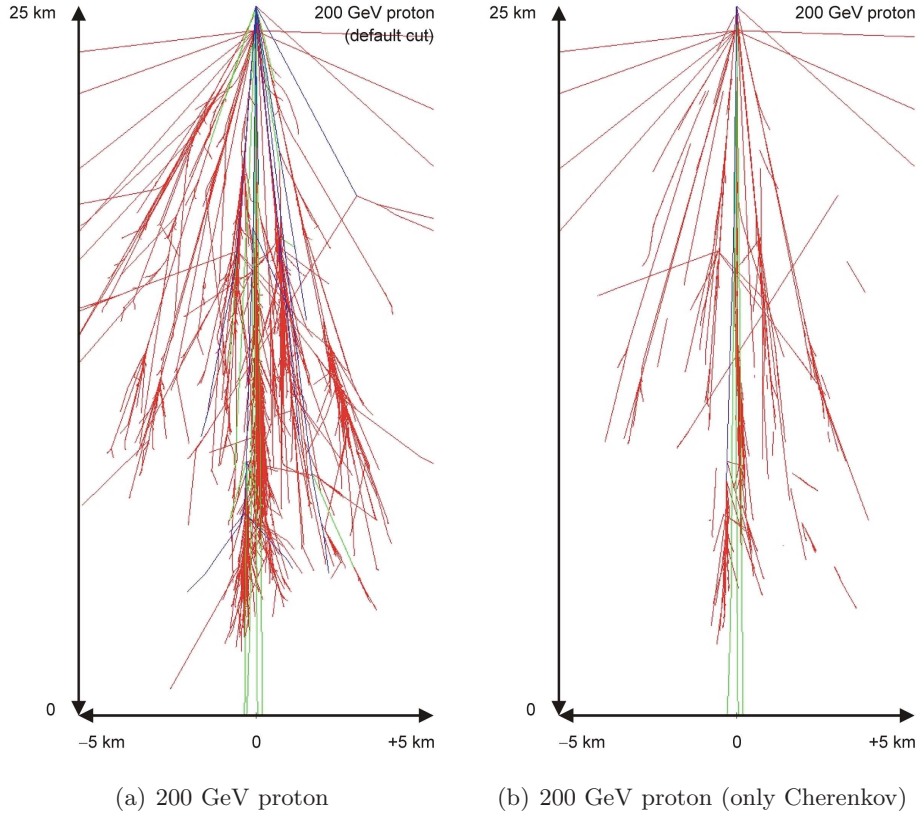 25 km
200 GeV proton
(default cut)
0
−5 km
0
+5 km
(a) 200 GeV proton
25 km
200 GeV proton
0
−5 km
0
+5 km
(b) 200 GeV proton (only Cherenkov)